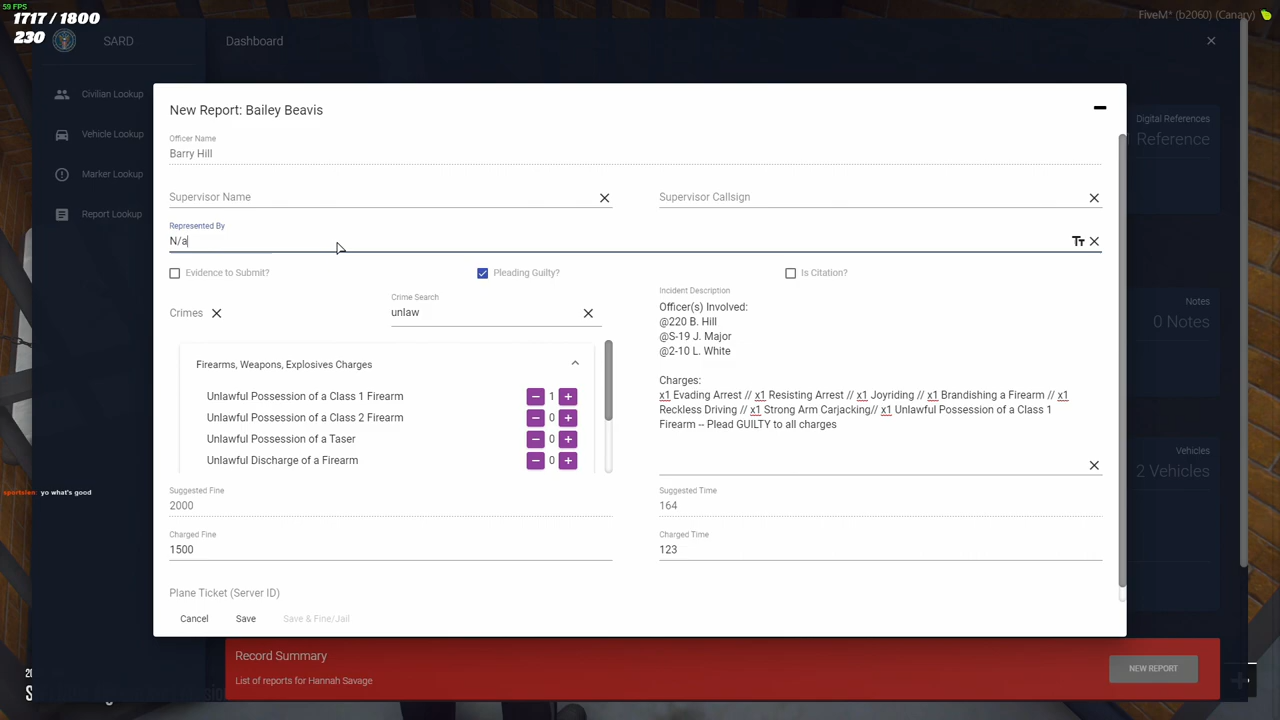 59 FPS
1717 / 1800
230
FiveM* (b2060) (Canary)
SARD
Dashboard
Civilian Lookup
Vehicle Lookup
Marker Lookup
Report Lookup
Digital References
Reference
Notes
0 Notes
Vehicles
2 Vehicles
New Report: Bailey Beavis
Officer Name
Barry Hill
Supervisor Name
Supervisor Callsign
Represented By
N/a
Evidence to Submit?
Pleading Guilty?
Is Citation?
Crimes
Crime Search
unlaw
Firearms, Weapons, Explosives Charges
Unlawful Possession of a Class 1 Firearm
1
Unlawful Possession of a Class 2 Firearm
0
Unlawful Possession of a Taser
0
Unlawful Discharge of a Firearm
0
Incident Description
Officer(s) Involved:
@220 B. Hill
@S-19 J. Major
@2-10 L. White
Charges:
x1 Evading Arrest // x1 Resisting Arrest // x1 Joyriding // x1 Brandishing a Firearm // x1
Reckless Driving // x1 Strong Arm Carjacking// x1 Unlawful Possession of a Class 1
Firearm -- Plead GUILTY to all charges
sportslen: yo what's good
Suggested Fine
2000
Suggested Time
164
Charged Fine
1500
Charged Time
123
Plane Ticket (Server ID)
Cancel
Save
Save & Fine/Jail
Record Summary
List of reports for Hannah Savage
NEW REPORT